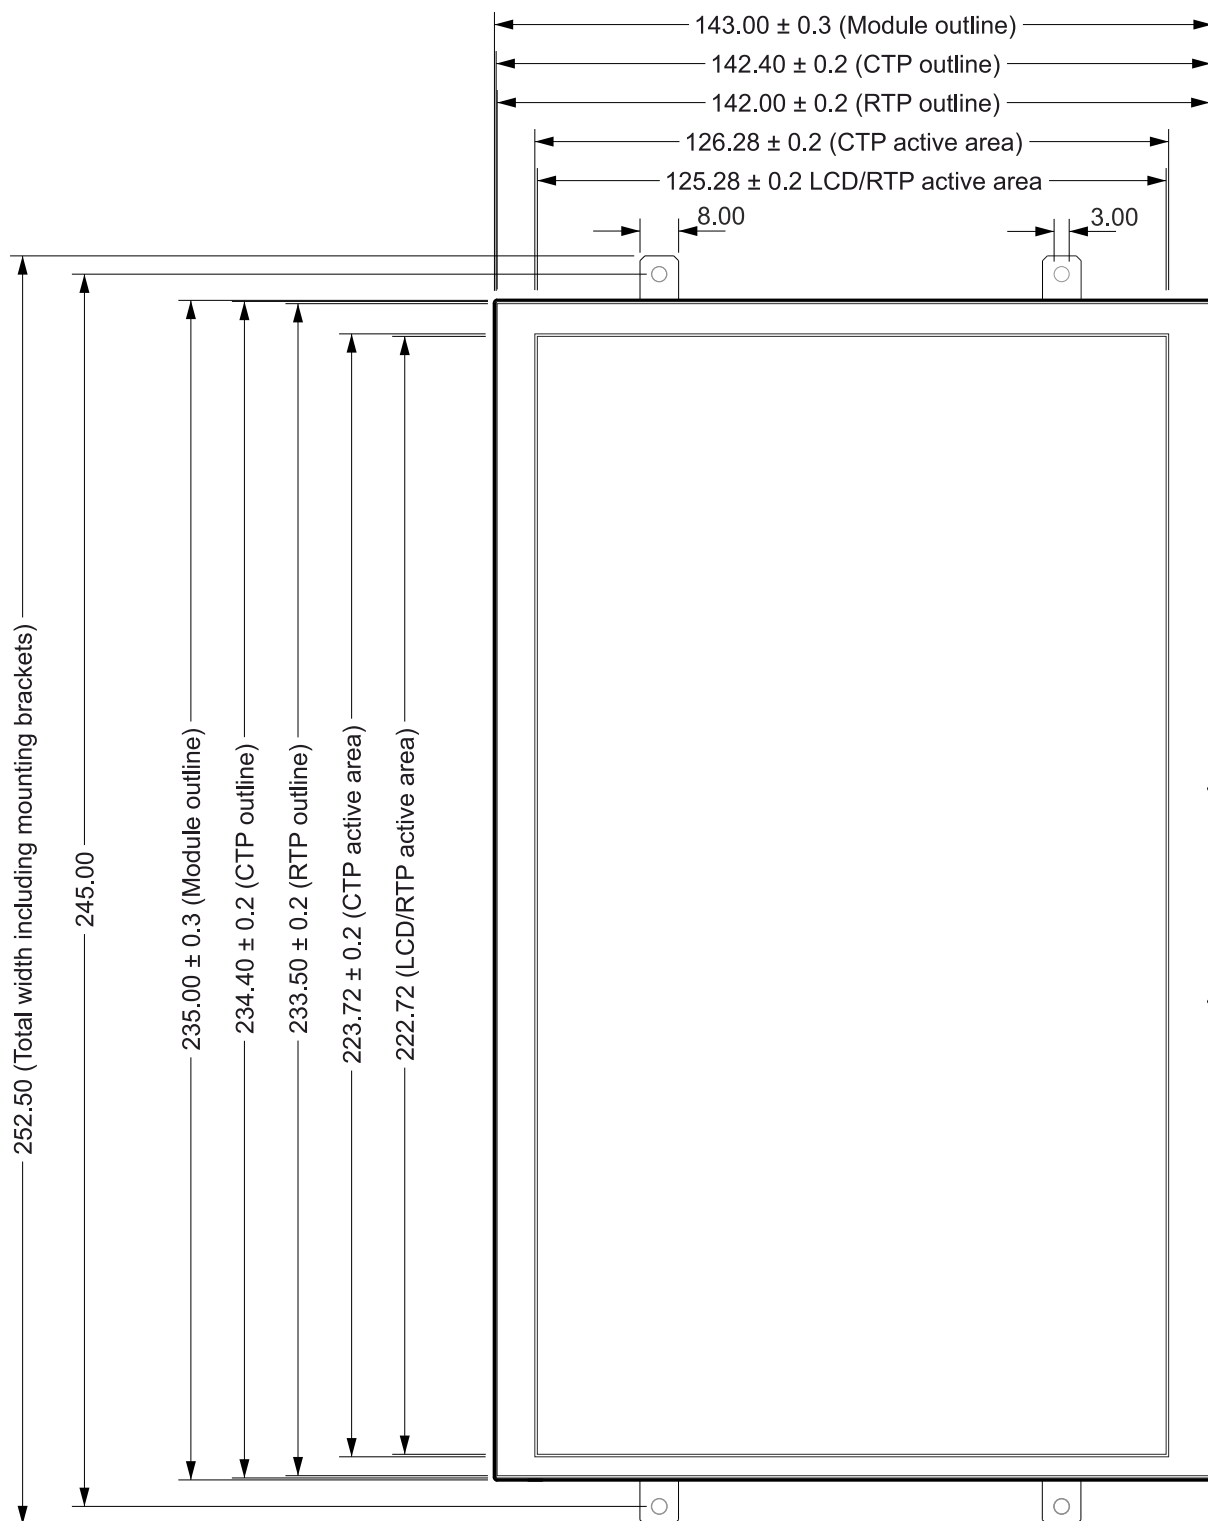 143.00 ± 0.3 (Module outline)
142.40 ± 0.2 (CTP outline)
142.00 ± 0.2 (RTP outline)
126.28 ± 0.2 (CTP active area)
125.28 ± 0.2 LCD/RTP active area
8.00
3.00
252.50 (Total width including mounting brackets)
245.00
235.00 ± 0.3 (Module outline)
234.40 ± 0.2 (CTP outline)
233.50 ± 0.2 (RTP outline)
223.72 ± 0.2 (CTP active area)
222.72 (LCD/RTP active area)